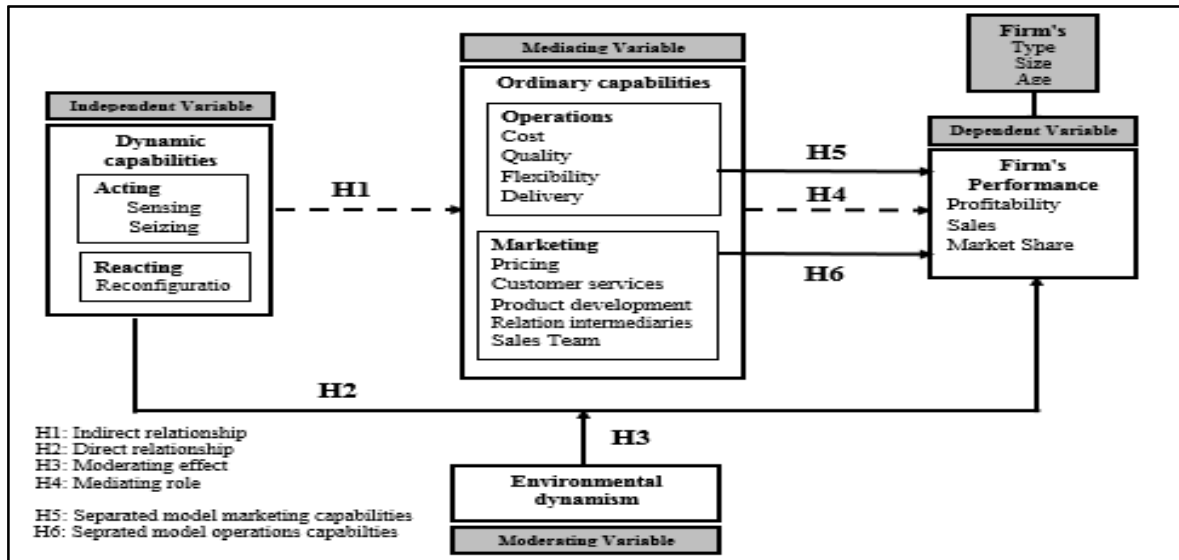 Independent Variable
Dynamic
capabilities
Acting
Sensing
Seizing
Reacting
Reconfiguratio
H1
Mediating Variable
Ordinary capabilities
Operations
Cost
Quality
Flexibility
Delivery
Marketing
Pricing
Customer services
Product development
Relation intermediaries
Sales Team
H5
H4
H6
Firm's
Type
Size
Age
Dependent Variable
Firm's
Performance
Profitability
Sales
Market Share
H2
H3
Environmental
dynamism
Moderating Variable
H1: Indirect relationship
H2: Direct relationship
H3: Moderating effect
H4: Mediating role
H5: Separated model marketing capabilities
H6: Seprated model operations capabilties